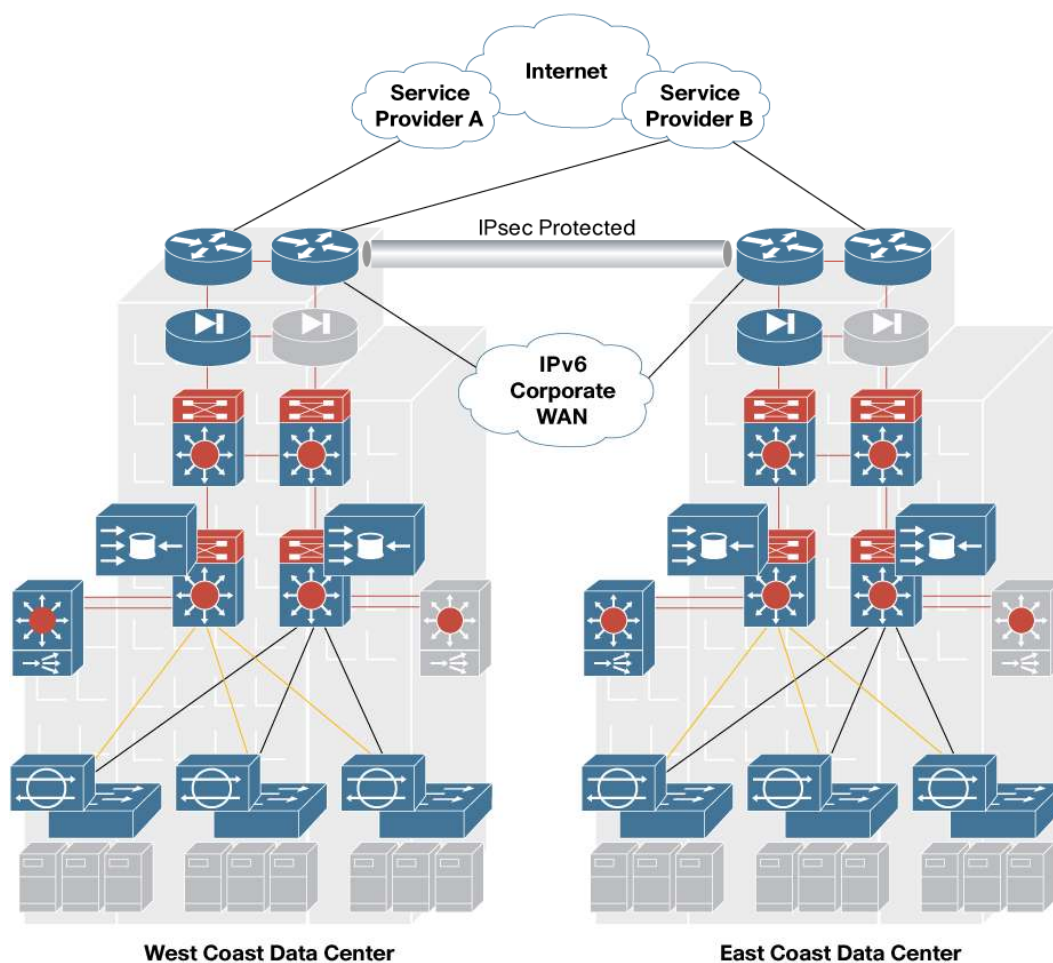 Internet
Service
Provider A
Service
Provider B
IPsec Protected
IPv6
Corporate
WAN
West Coast Data Center
East Coast Data Center